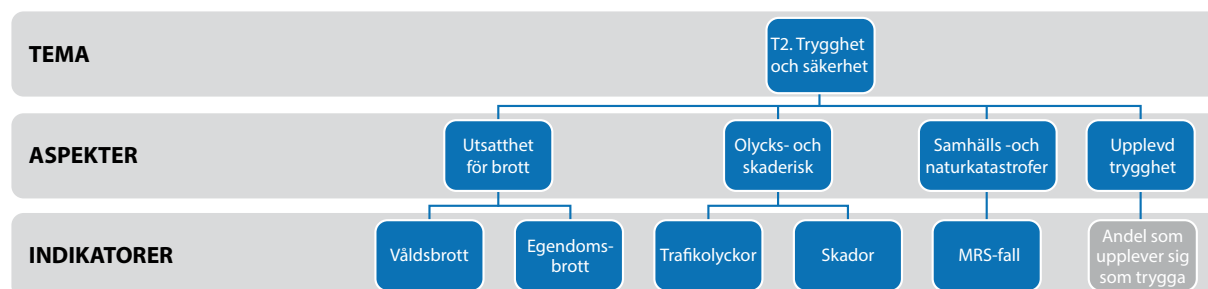 TEMA
T2. Trygghet
och säkerhet
ASPEKTER
Utsatthet
för brott
Olycks- och
skaderisk
Samhälls -och
naturkatastrofer
Upplevd
trygghet
INDIKATORER
Våldsbrott
Egendoms-
brott
Trafikolyckor
Skador
MRS-fall
Andel som
upplever sig
som trygga